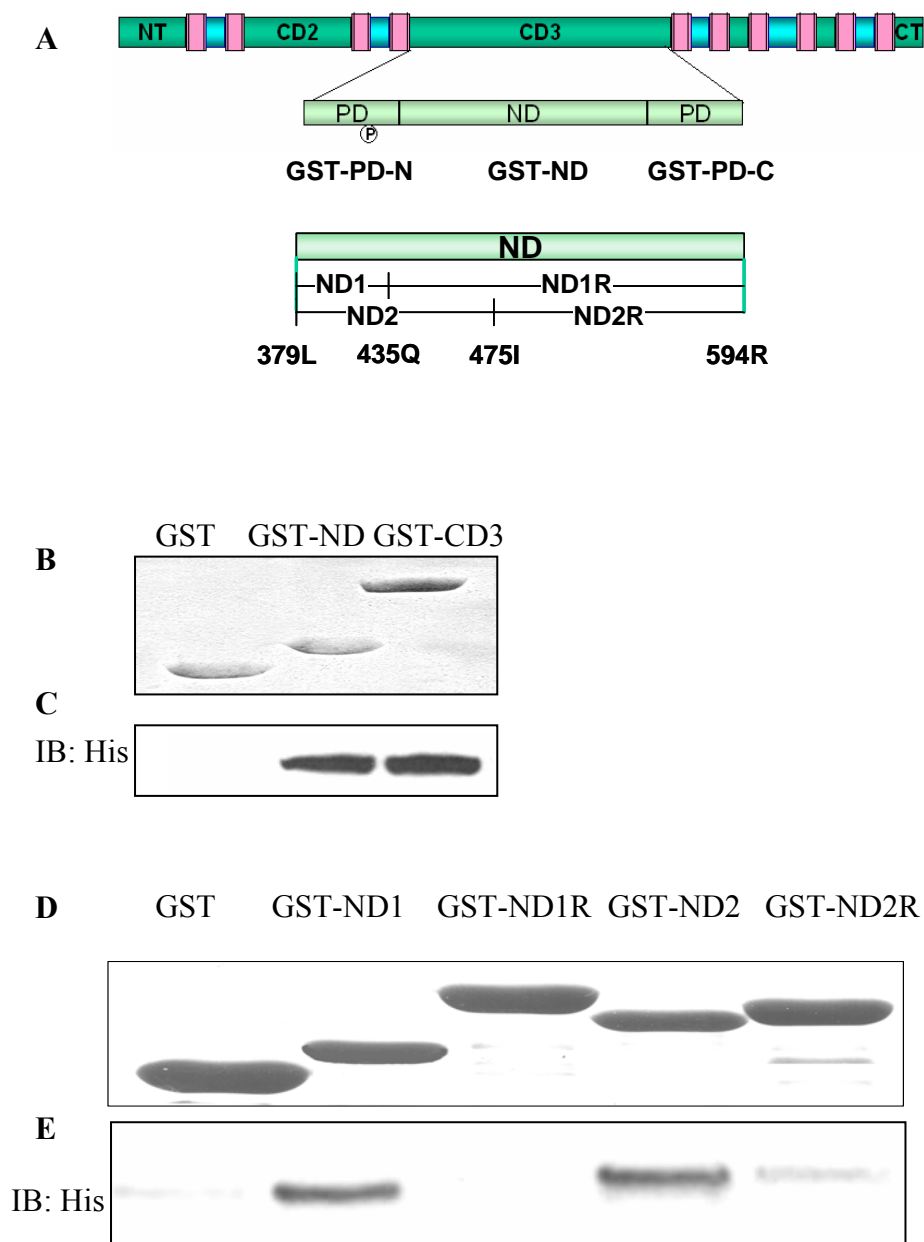 A
NT CD2 CD3 CT
PD ND PD
P
GST-PD-N GST-ND GST-PD-C
ND
ND1 ND1R
ND2 ND2R
379L 435Q 475I 594R
GST GST-ND GST-CD3
B
C
IB: His
D GST GST-ND1 GST-ND1R GST-ND2 GST-ND2R
E
IB: His